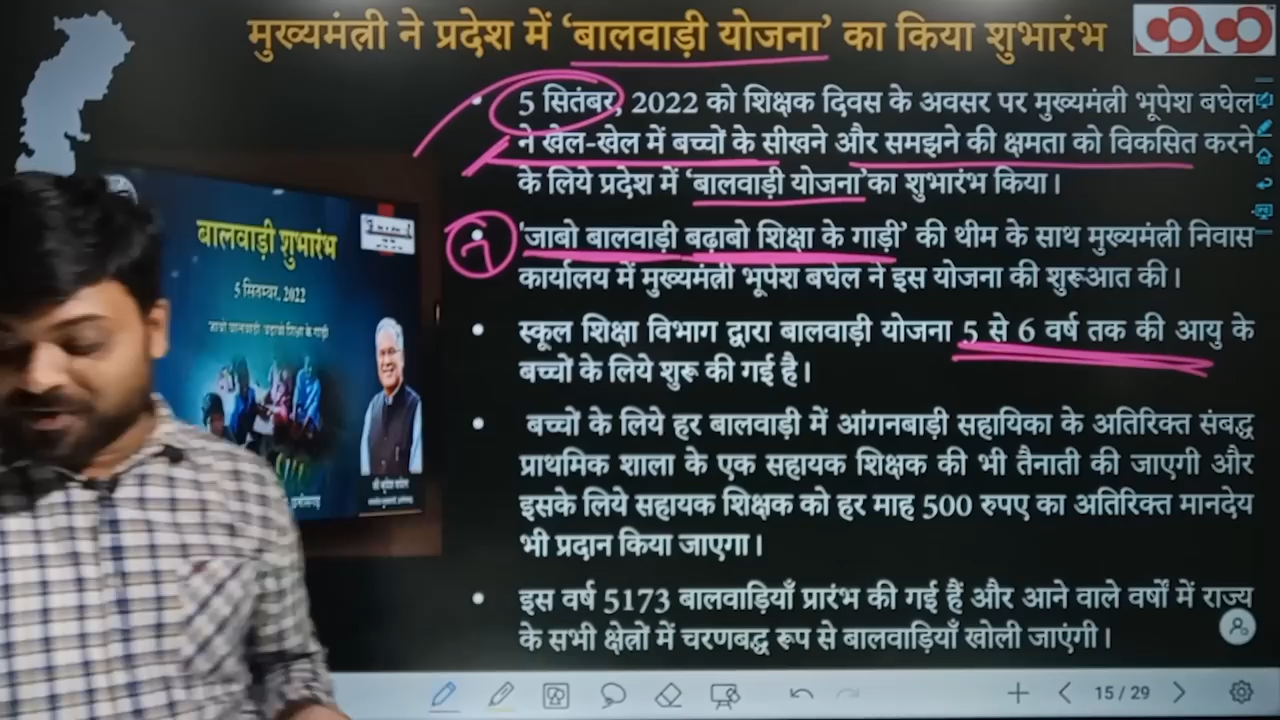 मुख्यमंत्री ने प्रदेश में ‘बालवाड़ी योजना’ का किया शुभारंभ
5 सितंबर, 2022 को शिक्षक दिवस के अवसर पर मुख्यमंत्री भूपेश बघेल
ने खेल-खेल में बच्चों के सीखने और समझने की क्षमता को विकसित करने
के लिये प्रदेश में ‘बालवाड़ी योजना’का शुभारंभ किया।
‘जाबो बालवाड़ी बढ़ाबो शिक्षा के गाड़ी’ की थीम के साथ मुख्यमंत्री निवास
कार्यालय में मुख्यमंत्री भूपेश बघेल ने इस योजना की शुरूआत की।
स्कूल शिक्षा विभाग द्वारा बालवाड़ी योजना 5 से 6 वर्ष तक की आयु के
बच्चों के लिये शुरू की गई है।
बच्चों के लिये हर बालवाड़ी में आंगनबाड़ी सहायिका के अतिरिक्त संबद्ध
प्राथमिक शाला के एक सहायक शिक्षक की भी तैनाती की जाएगी और
इसके लिये सहायक शिक्षक को हर माह 500 रुपए का अतिरिक्त मानदेय
भी प्रदान किया जाएगा।
इस वर्ष 5173 बालवाड़ियाँ प्रारंभ की गई हैं और आने वाले वर्षों में राज्य
के सभी क्षेत्रों में चरणबद्ध रूप से बालवाड़ियाँ खोली जाएंगी।
बालवाड़ी शुभारंभ
5 सितम्बर, 2022
जाबो बालवाड़ी बढ़ाबो शिक्षा के गाड़ी
15 / 29